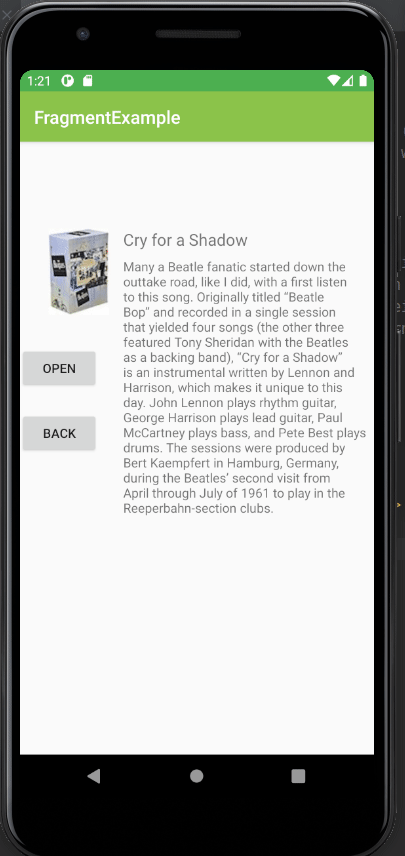 1:21
FragmentExample
Cry for a Shadow
Many a Beatle fanatic started down the
outtake road, like I did, with a first listen
to this song. Originally titled “Beatle
Bop” and recorded in a single session
that yielded four songs (the other three
featured Tony Sheridan with the Beatles
as a backing band), “Cry for a Shadow”
is an instrumental written by Lennon and
Harrison, which makes it unique to this
day. John Lennon plays rhythm guitar,
George Harrison plays lead guitar, Paul
McCartney plays bass, and Pete Best plays
drums. The sessions were produced by
Bert Kaempfert in Hamburg, Germany,
during the Beatles’ second visit from
April through July of 1961 to play in the
Reeperbahn-section clubs.
OPEN
BACK